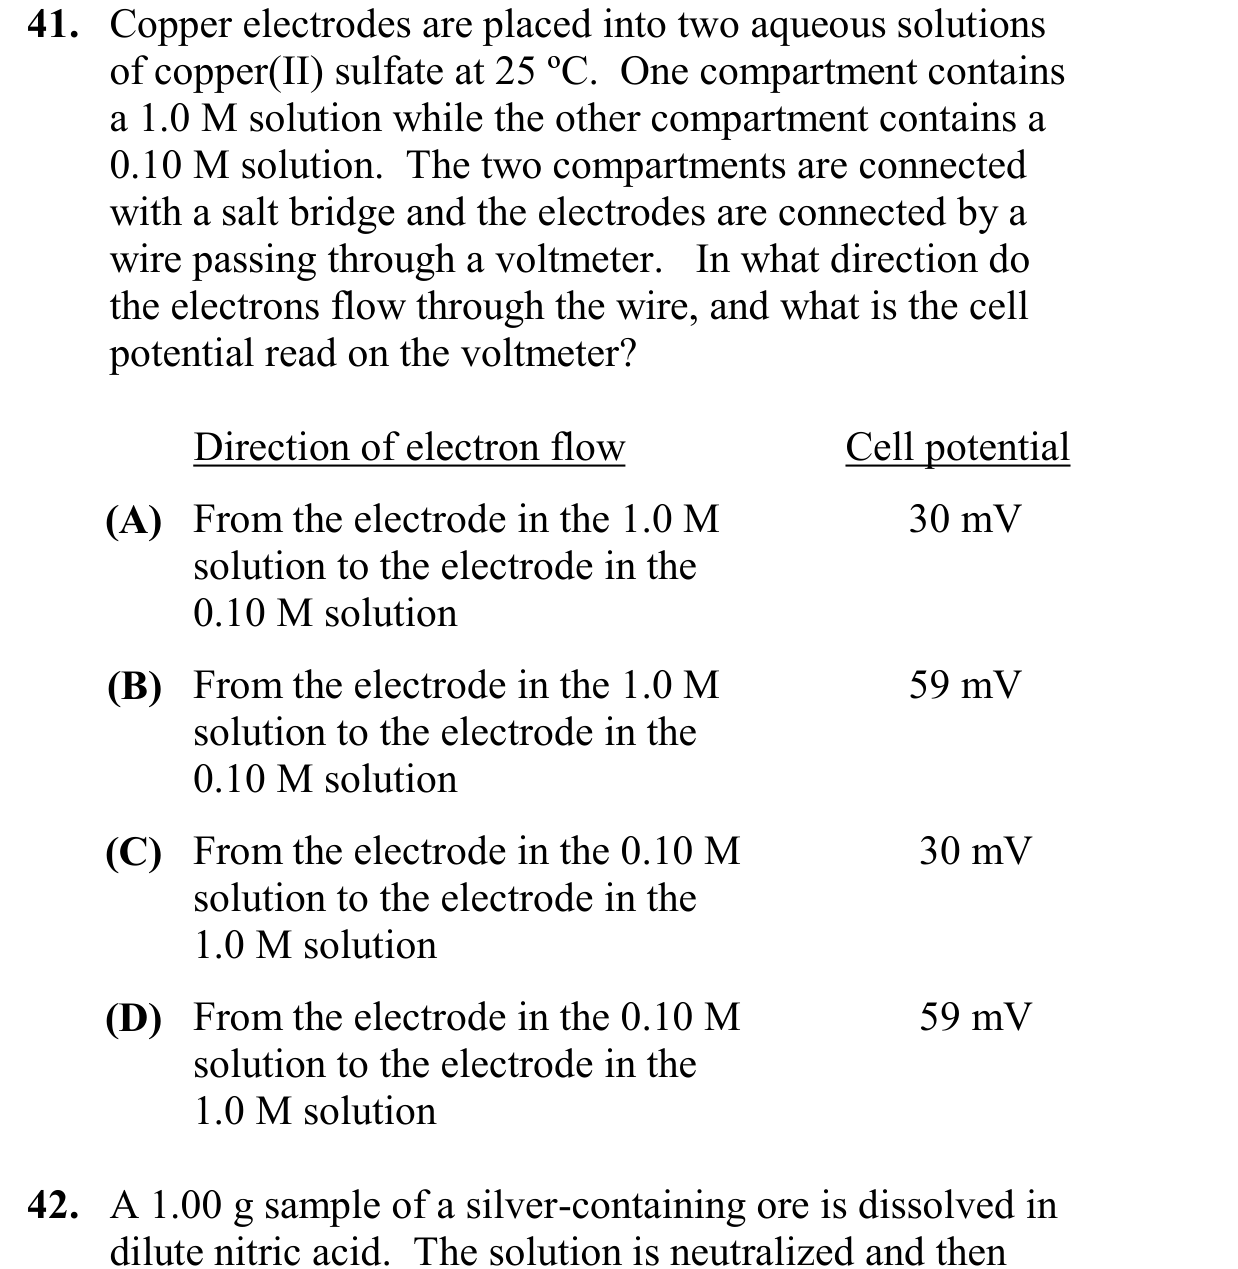 41. Copper electrodes are placed into two aqueous solutions
of copper(II) sulfate at 25 ºC. One compartment contains
a 1.0 M solution while the other compartment contains a
0.10 M solution. The two compartments are connected
with a salt bridge and the electrodes are connected by a
wire passing through a voltmeter. In what direction do
the electrons flow through the wire, and what is the cell
potential read on the voltmeter?
Direction of electron flow Cell potential
(A) From the electrode in the 1.0 M 30 mV
solution to the electrode in the
0.10 M solution
(B) From the electrode in the 1.0 M 59 mV
solution to the electrode in the
0.10 M solution
(C) From the electrode in the 0.10 M 30 mV
solution to the electrode in the
1.0 M solution
(D) From the electrode in the 0.10 M 59 mV
solution to the electrode in the
1.0 M solution
42. A 1.00 g sample of a silver-containing ore is dissolved in
dilute nitric acid. The solution is neutralized and then